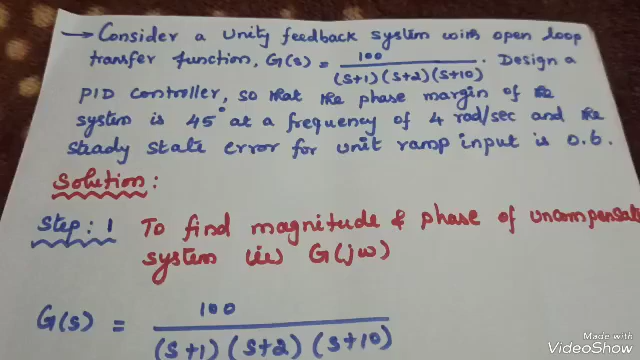 → Consider a unity feedback system with open loop
transfer function, G(s) = 100 / (s+1)(s+2)(s+10) . Design a
PID controller, so that the phase margin of the
system is 45° at a frequency of 4 rad/sec and the
steady state error for unit ramp input is 0.6.
Solution:
Step: 1 To find magnitude & phase of uncompensate
system (ie) G(jω)
G(s) = 100 / (s+1) (s+2) (s+10)
Made with
VideoShow